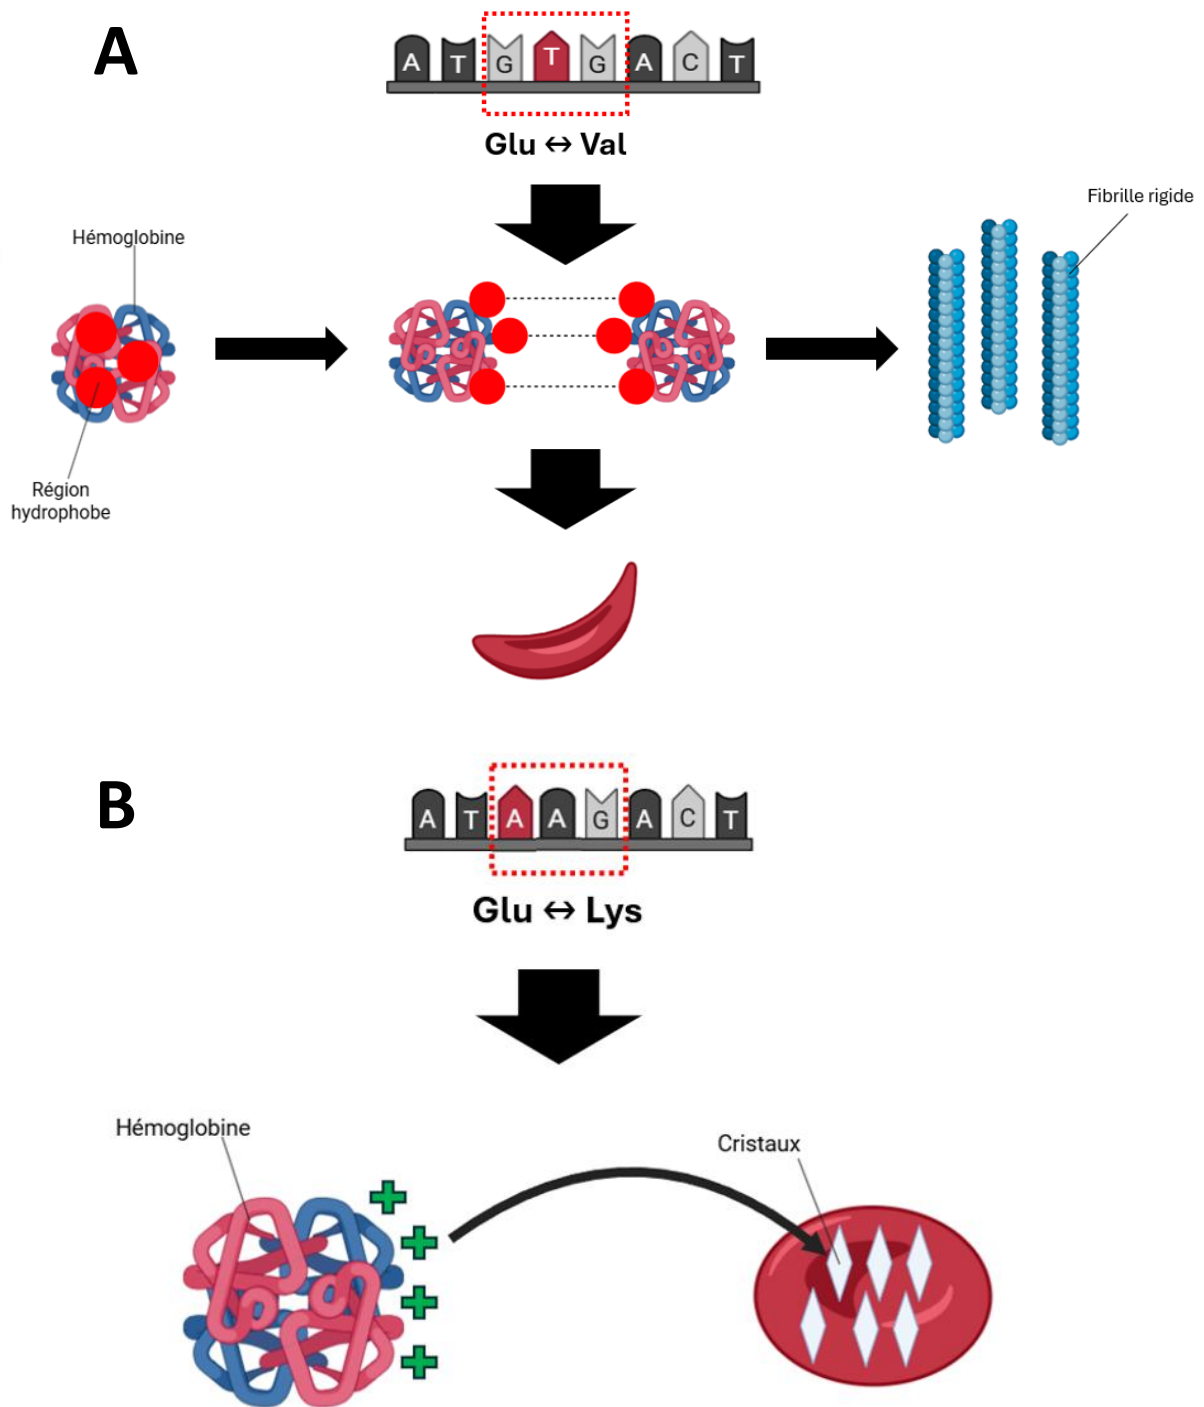 A
A T G T G A C T
Glu ↔ Val
Fibrille rigide
Hémoglobine
Région
hydrophobe
B
A T A A G A C T
Glu ↔ Lys
Hémoglobine
Cristaux